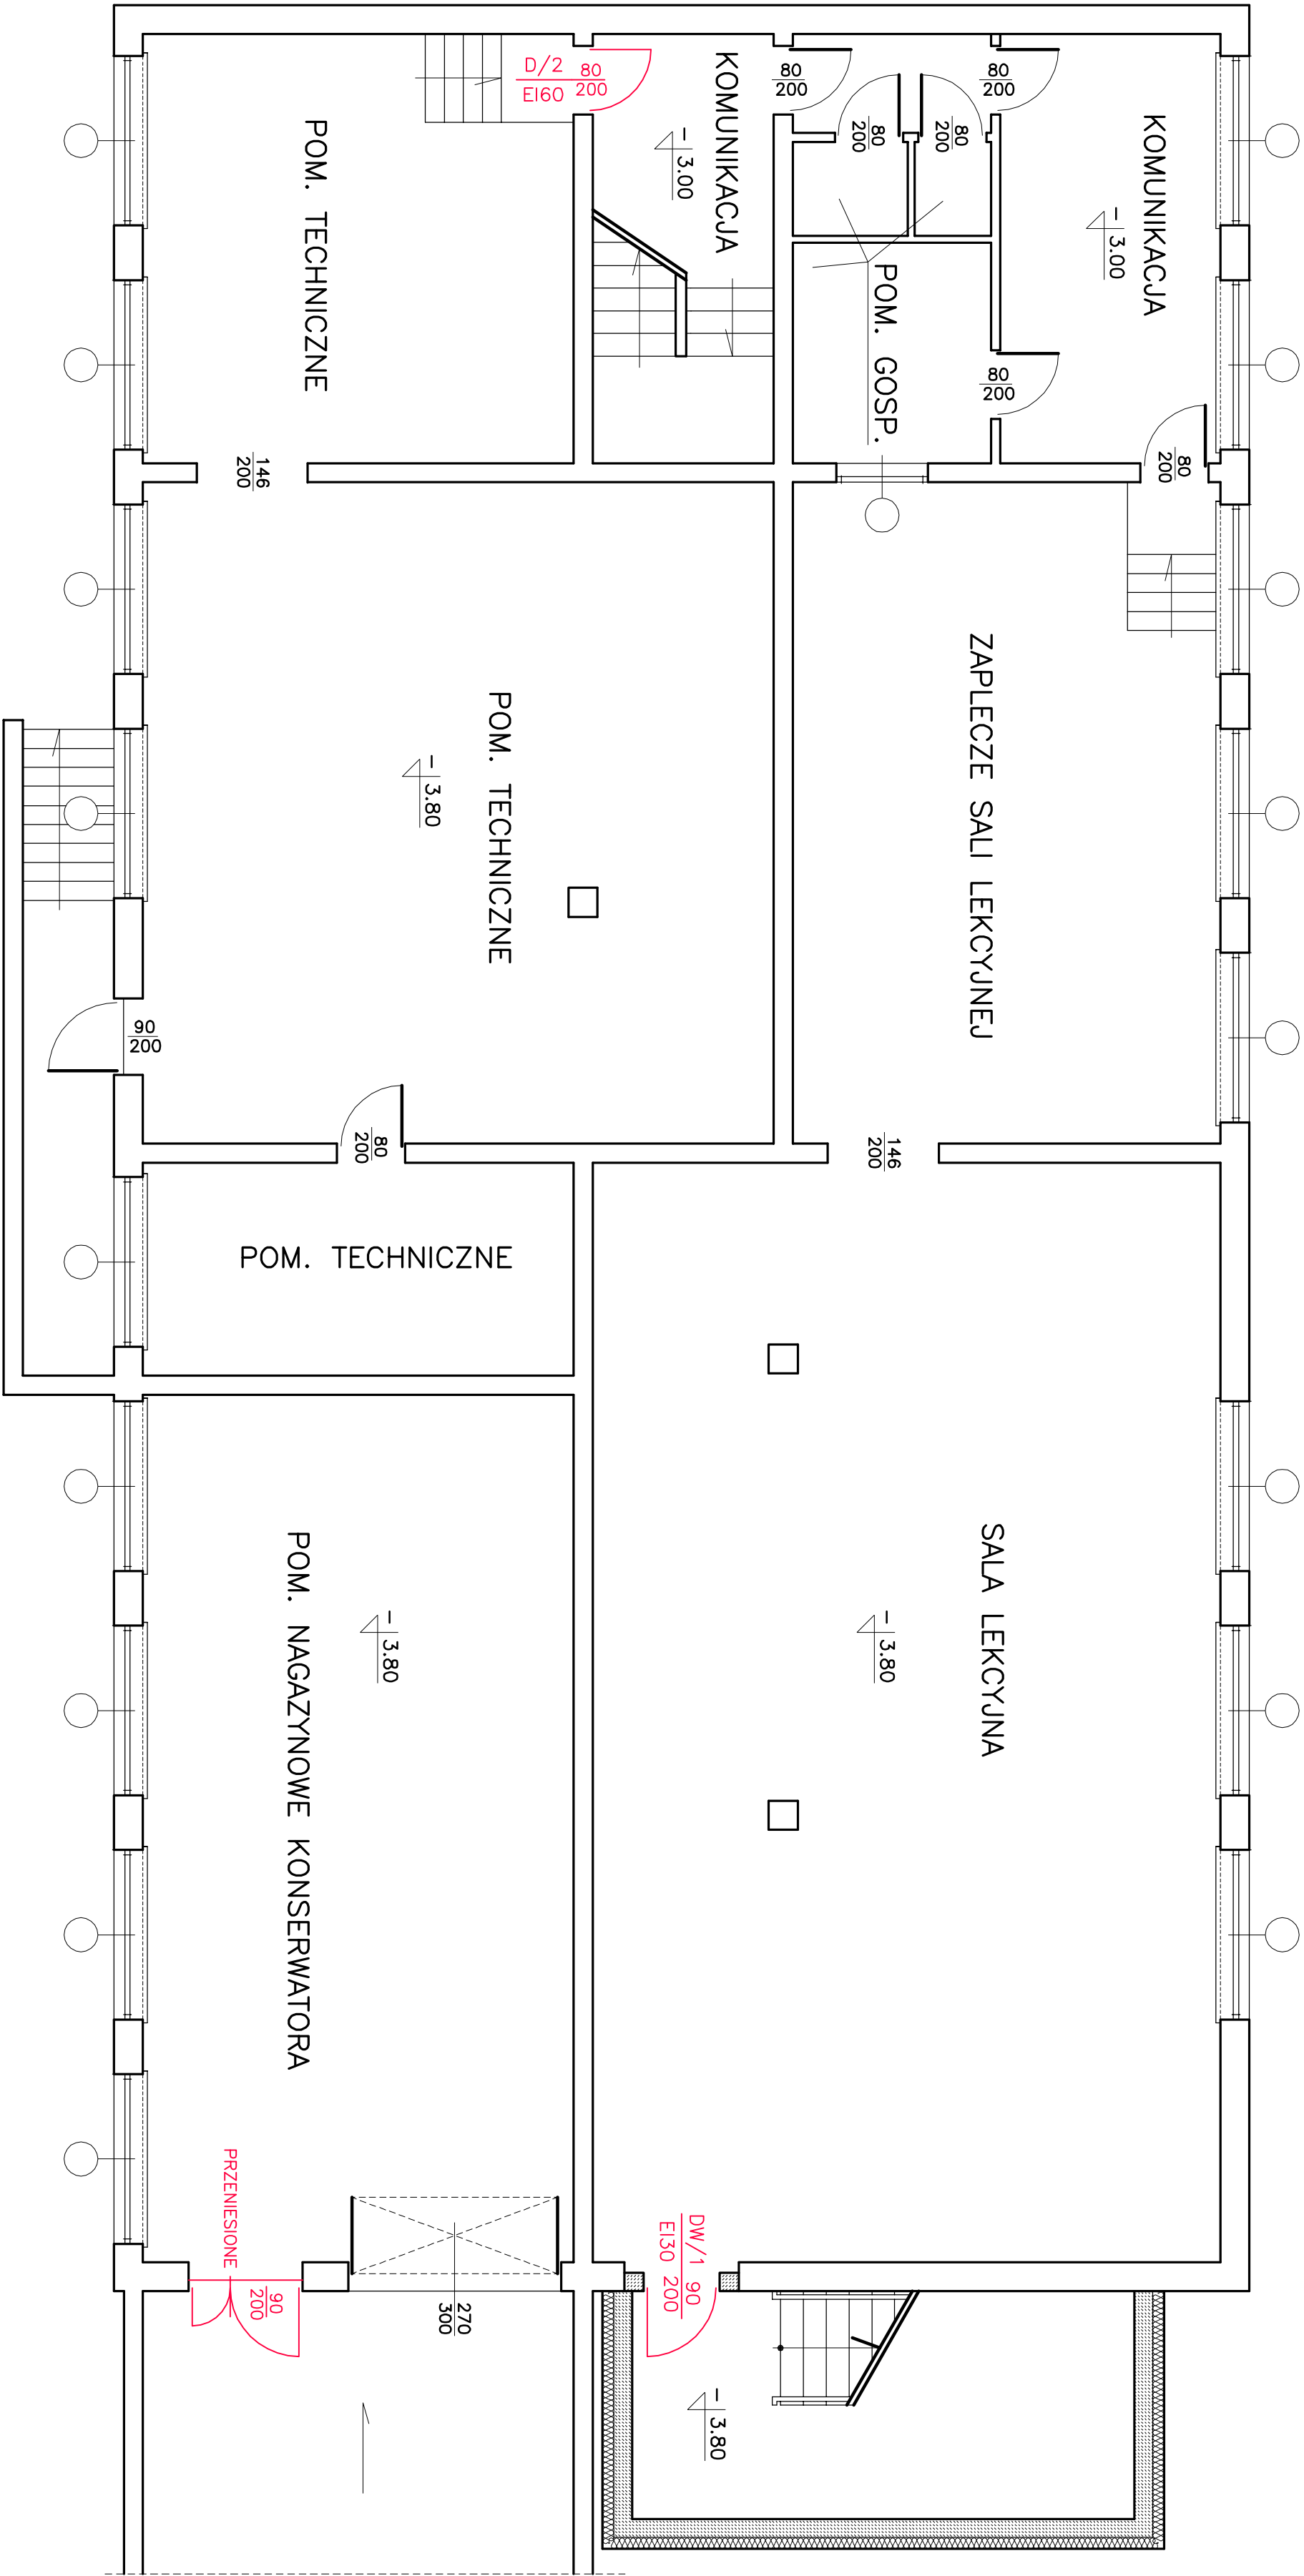 KOMUNIKACJA
- 3.00
80
200
80
200
80
200
80
200
80
200
80
200
KOMUNIKACJA
- 3.00
D/2 80
EI60 200
POM. TECHNICZNE
POM. GOSP.
146
200
ZAPLECZE SALI LEKCYJNEJ
POM. TECHNICZNE
- 3.80
90
200
80
200
146
200
POM. TECHNICZNE
SALA LEKCYJNA
- 3.80
POM. NAGAZYNOWE KONSERWATORA
- 3.80
PRZENIESIONE
90
200
270
300
DW/1 90
EI30 200
- 3.80